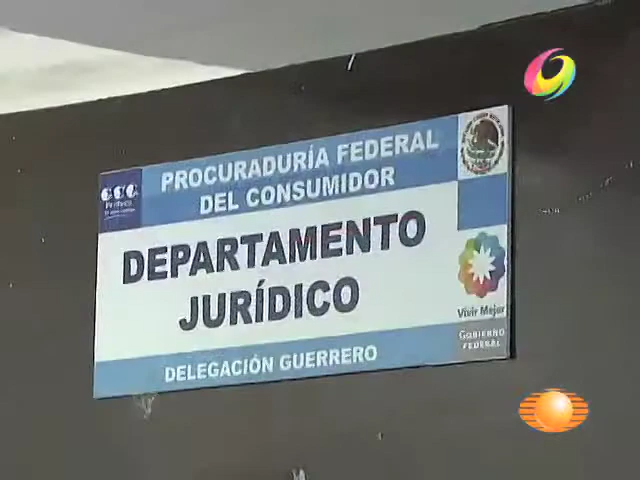 PROCURADURÍA FEDERAL
DEL CONSUMIDOR
DEPARTAMENTO
JURÍDICO
Vivir Mejor
GOBIERNO
FEDERAL
DELEGACIÓN GUERRERO